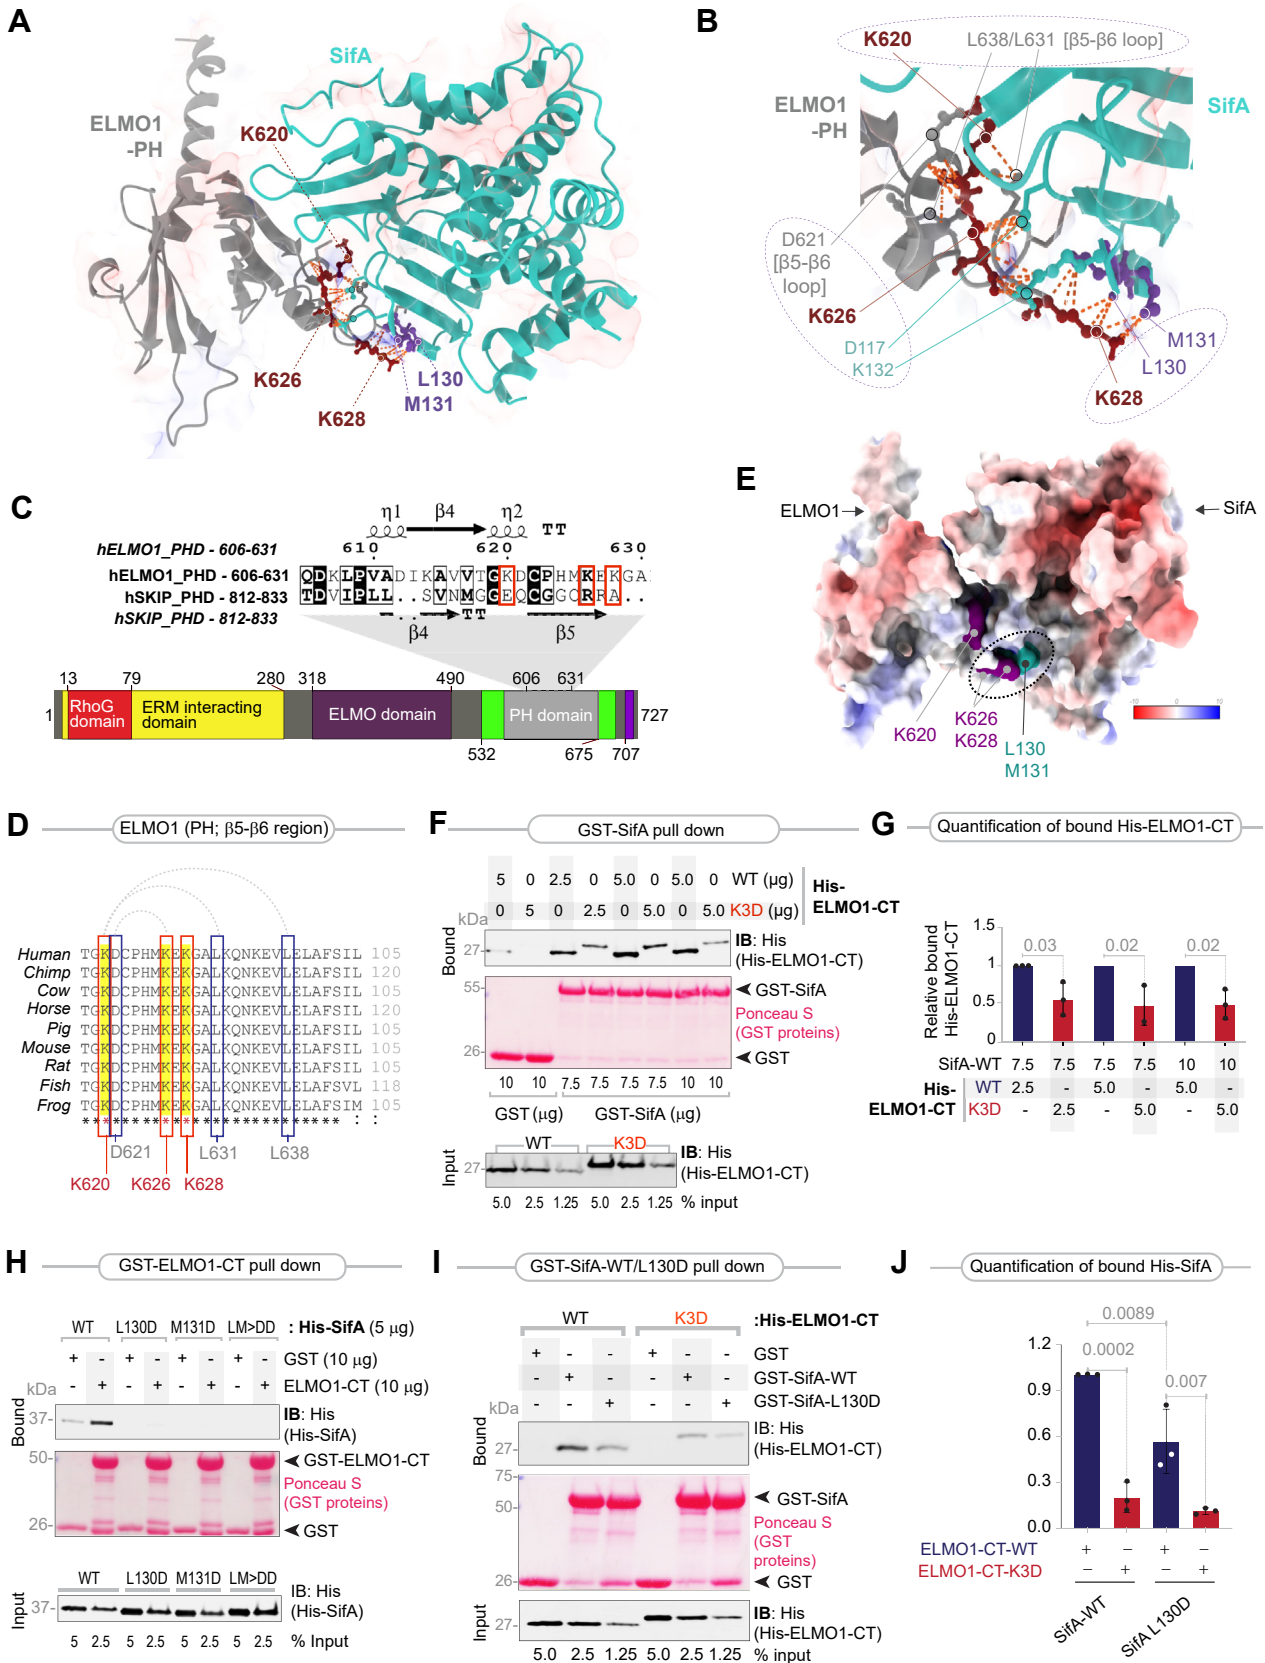 A
SifA
ELMO1
-PH
K620
K626
K628
L130
M131
B
K620
L638/L631 [β5-β6 loop]
ELMO1
-PH
SifA
D621
[β5-β6
loop]
K626
D117
K132
M131
L130
K628
C
η1 β4 η2 TT
hELMO1_PHD - 606-631
610 620 630
hELMO1_PHD - 606-631 QDKLPVADIKAVVTGKDCPHMKEKGA
hSKIP_PHD - 812-833 TDVIPLL..SVNMGGEQCGGCRRA.
hSKIP_PHD - 812-833
β4 TT β5
13 79 280 318 490 606 631
1 RhoG domain ERM interacting domain ELMO domain PH domain 727
532 675 707
E
ELMO1
SifA
K620
K626
K628
L130
M131
-10 0 10
D
ELMO1 (PH; β5-β6 region)
Human TGKDCPHMKEKGALKQNKEVLELAFSIL 105
Chimp TGKDCPHMKEKGALKQNKEVLELAFSIL 120
Cow TGKDCPHMKEKGALKQNKEVLELAFSIL 105
Horse TGKDCPHMKEKGALKQNKEVLELAFSIL 120
Pig TGKDCPHMKEKGALKQNKEVLELAFSIL 105
Mouse TGKDCPHMKEKGALKQNKEVLELAFSIL 105
Rat TGKDCPHMKEKGALKQNKEVLELAFSIL 105
Fish TGKDCPHMKEKGALKQNKEVLELAFSVL 118
Frog TGKDCPHMKEKGALKQNKEVLELAFSIM 105
************************* : :
D621 L631 L638
K620 K626 K628
F
GST-SifA pull down
5 0 2.5 0 5.0 0 5.0 0 WT (µg)
0 5 0 2.5 0 5.0 0 5.0 K3D (µg)
His-
ELMO1-CT
kDa
Bound
27-
IB: His
(His-ELMO1-CT)
55-
GST-SifA
Ponceau S
(GST proteins)
26-
GST
10 10 7.5 7.5 7.5 7.5 10 10
GST (µg) GST-SifA (µg)
WT K3D
Input
27-
IB: His
(His-ELMO1-CT)
5.0 2.5 1.25 5.0 2.5 1.25 % input
G
Quantification of bound His-ELMO1-CT
Relative bound
His-ELMO1-CT
1.5
1
0.5
0
0.03 0.02 0.02
SifA-WT 7.5 7.5 7.5 7.5 10 10
His-
ELMO1-CT
WT 2.5 - 5.0 - 5.0 -
K3D - 2.5 - 5.0 - 5.0
H
GST-ELMO1-CT pull down
WT L130D M131D LM>DD : His-SifA (5 µg)
+ - + - + - + - GST (10 µg)
- + - + - + - + ELMO1-CT (10 µg)
kDa
Bound
37-
IB: His
(His-SifA)
50-
GST-ELMO1-CT
Ponceau S
(GST proteins)
26-
GST
WT L130D M131D LM>DD
Input
37-
IB: His
(His-SifA)
5 2.5 5 2.5 5 2.5 5 2.5 % Input
I
GST-SifA-WT/L130D pull down
WT K3D :His-ELMO1-CT
+ - - + - - GST
- + - - + - GST-SifA-WT
- - + - - + GST-SifA-L130D
kDa
Bound
27-
IB: His
(His-ELMO1-CT)
75-
50-
GST-SifA
Ponceau S
(GST
proteins)
26-
GST
Input
27-
IB: His
(His-ELMO1-CT)
5.0 2.5 1.25 5.0 2.5 1.25 % input
J
Quantification of bound His-SifA
0.0089
0.0002
0.007
1.2
0.9
0.6
0.3
0.0
ELMO1-CT-WT + – + –
ELMO1-CT-K3D – + – +
SifA-WT SifA L130D